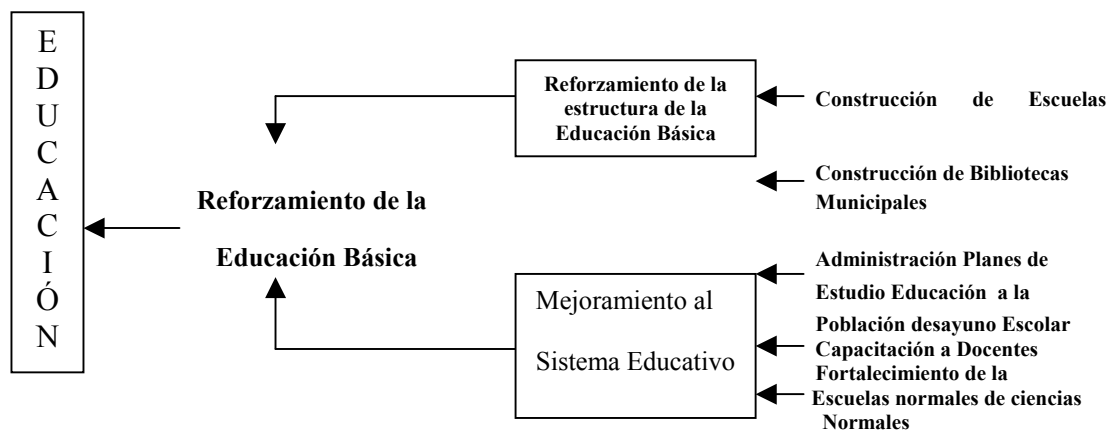 EDUCACIÓN
Reforzamiento de la
Educación Básica
Reforzamiento de la
estructura de la
Educación Básica
Mejoramiento al
Sistema Educativo
Construcción de Escuelas
Construcción de Bibliotecas
Municipales
Administración Planes de
Estudio Educación a la
Población desayuno Escolar
Capacitación a Docentes
Fortalecimiento de la
Escuelas normales de ciencias
Normales